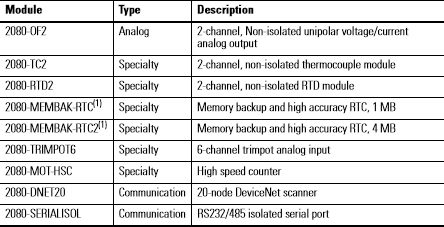 Module Type Description
2080-OF2 Analog 2-channel, Non-isolated unipolar voltage/current
analog output
2080-TC2 Specialty 2-channel, non-isolated thermocouple module
2080-RTD2 Specialty 2-channel, non-isolated RTD module
2080-MEMBAK-RTC(1) Specialty Memory backup and high accuracy RTC, 1 MB
2080-MEMBAK-RTC2(1) Specialty Memory backup and high accuracy RTC, 4 MB
2080-TRIMPOT6 Specialty 6-channel trimpot analog input
2080-MOT-HSC Specialty High speed counter
2080-DNET20 Communication 20-node DeviceNet scanner
2080-SERIALISOL Communication RS232/485 isolated serial port